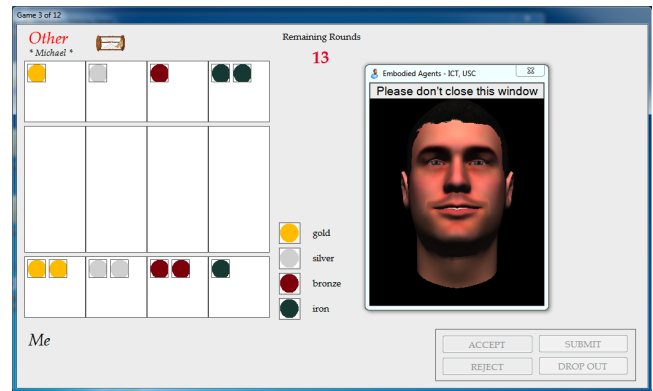 Game 3 of 12
Other
* Michael *
Remaining Rounds
13
Embodied Agents - ICT, USC
Please don't close this window
gold
silver
bronze
iron
Me
ACCEPT
SUBMIT
REJECT
DROP OUT